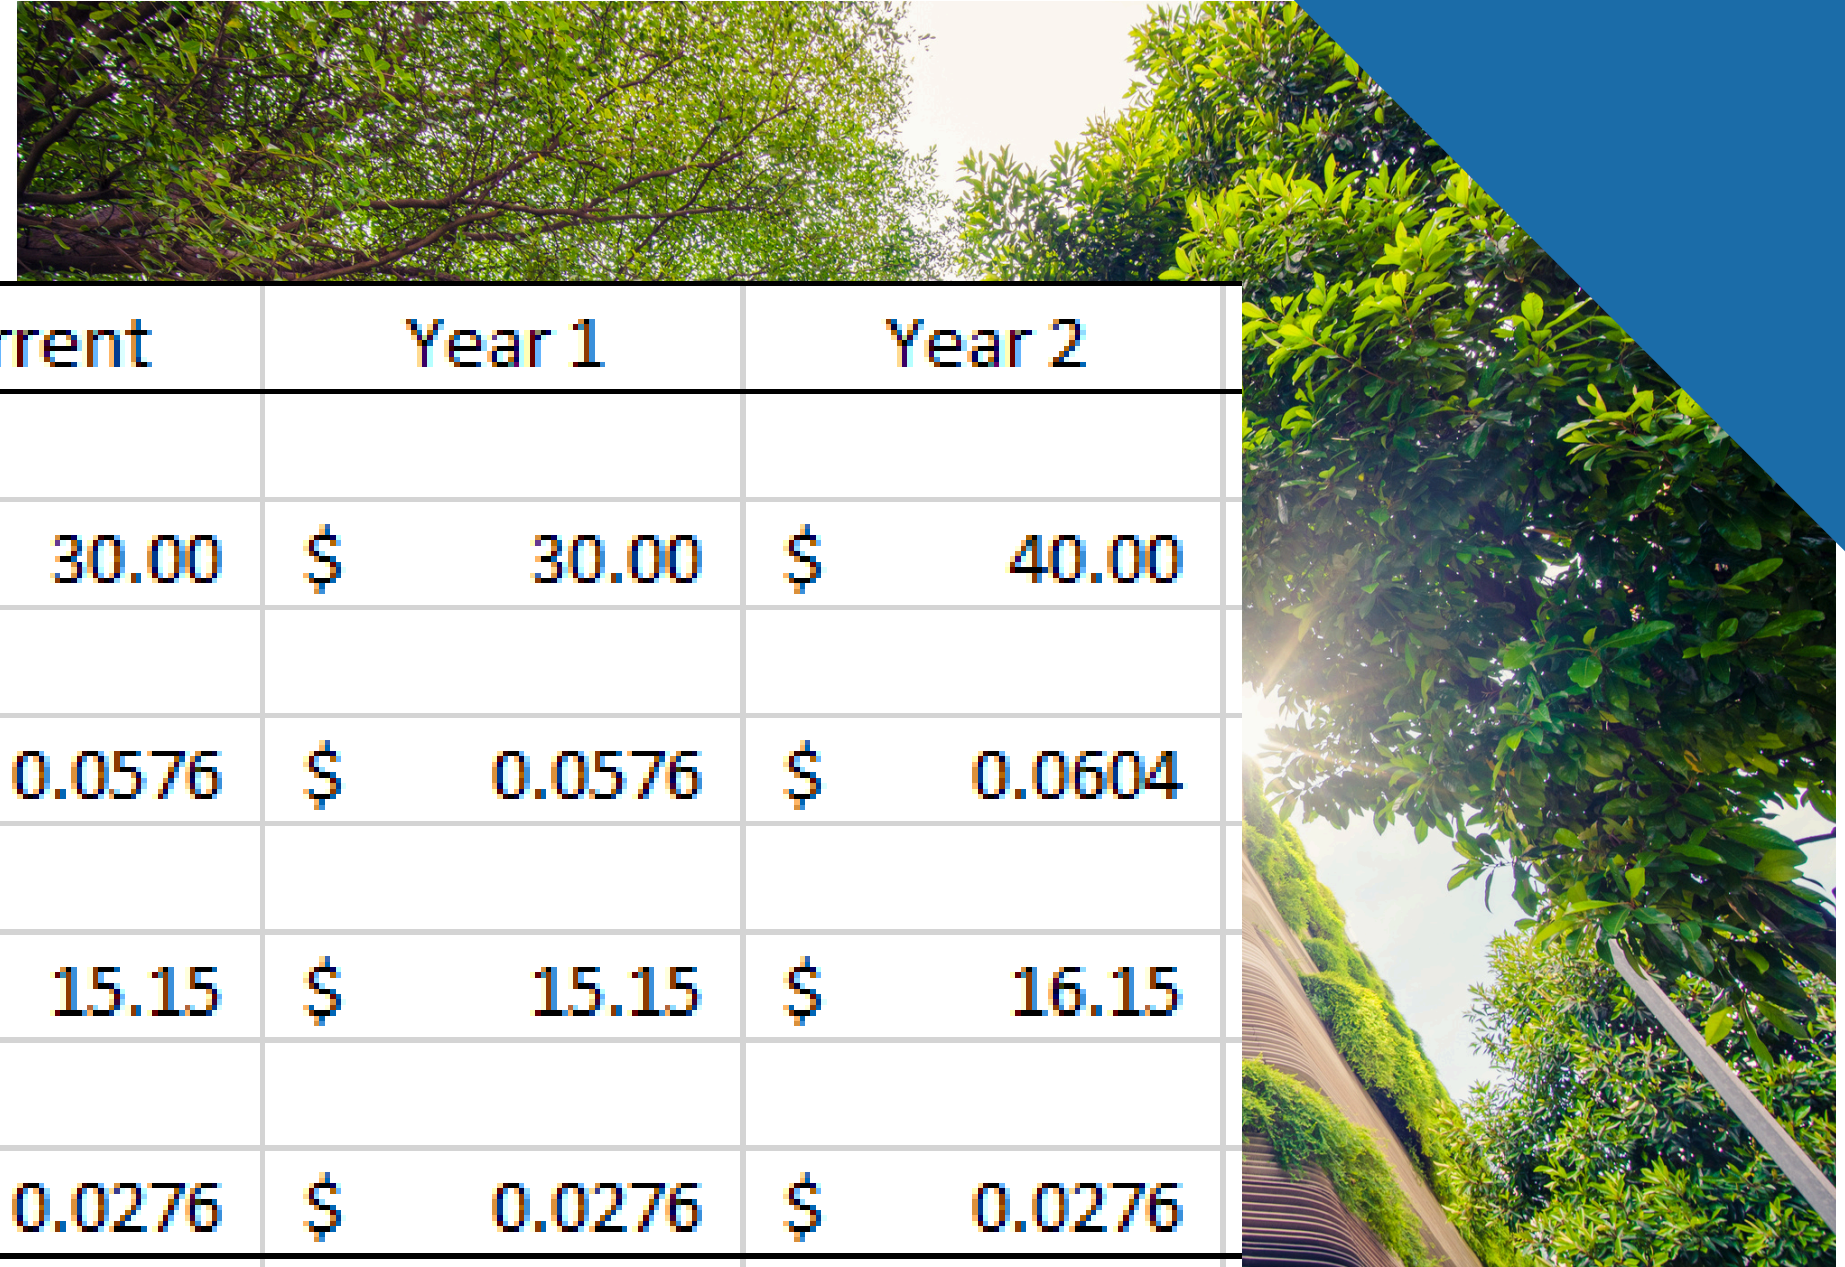 rrent Year 1 Year 2
30.00 $ 30.00 $ 40.00
0.0576 $ 0.0576 $ 0.0604
15.15 $ 15.15 $ 16.15
0.0276 $ 0.0276 $ 0.0276